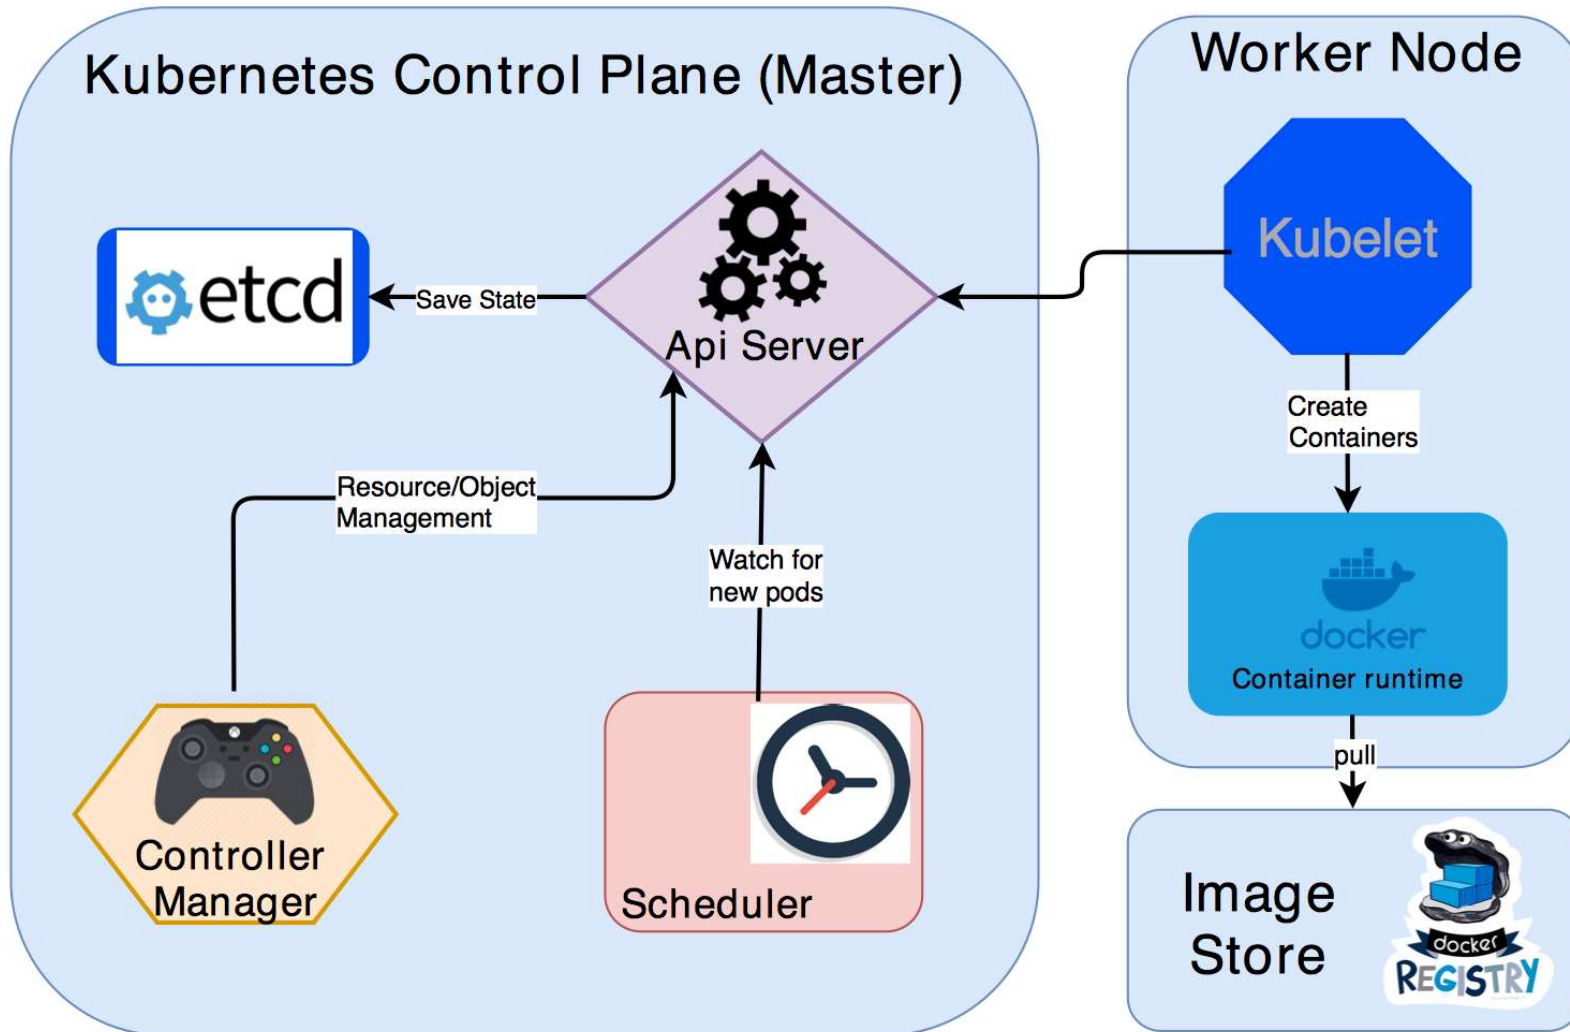 Kubernetes Control Plane (Master)
etcd
Save State
Api Server
Resource/Object
Management
Watch for
new pods
Controller
Manager
Scheduler
Worker Node
Kubelet
Create
Containers
docker
Container runtime
pull
Image
Store
docker
REGISTRY